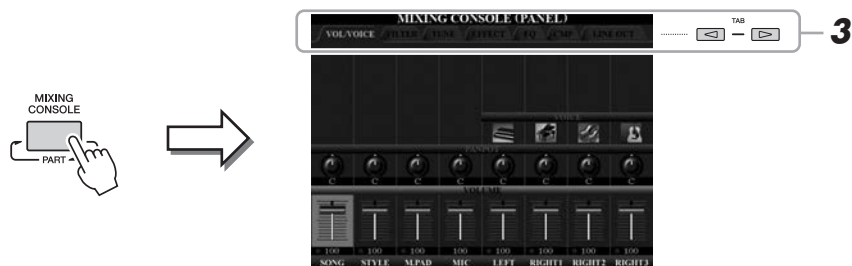 MIXING CONSOLE (PANEL)
VOL/VOICE FILTER TUNE EFFECT EQ CMP LINE OUT
TAB
3
MIXING
CONSOLE
PART
VOICE
PANPOT
C C C C C C C C
VOLUME
100 100 100 100 100 100 100 100
SONG STYLE M.PAD MIC LEFT RIGHT1 RIGHT2 RIGHT3